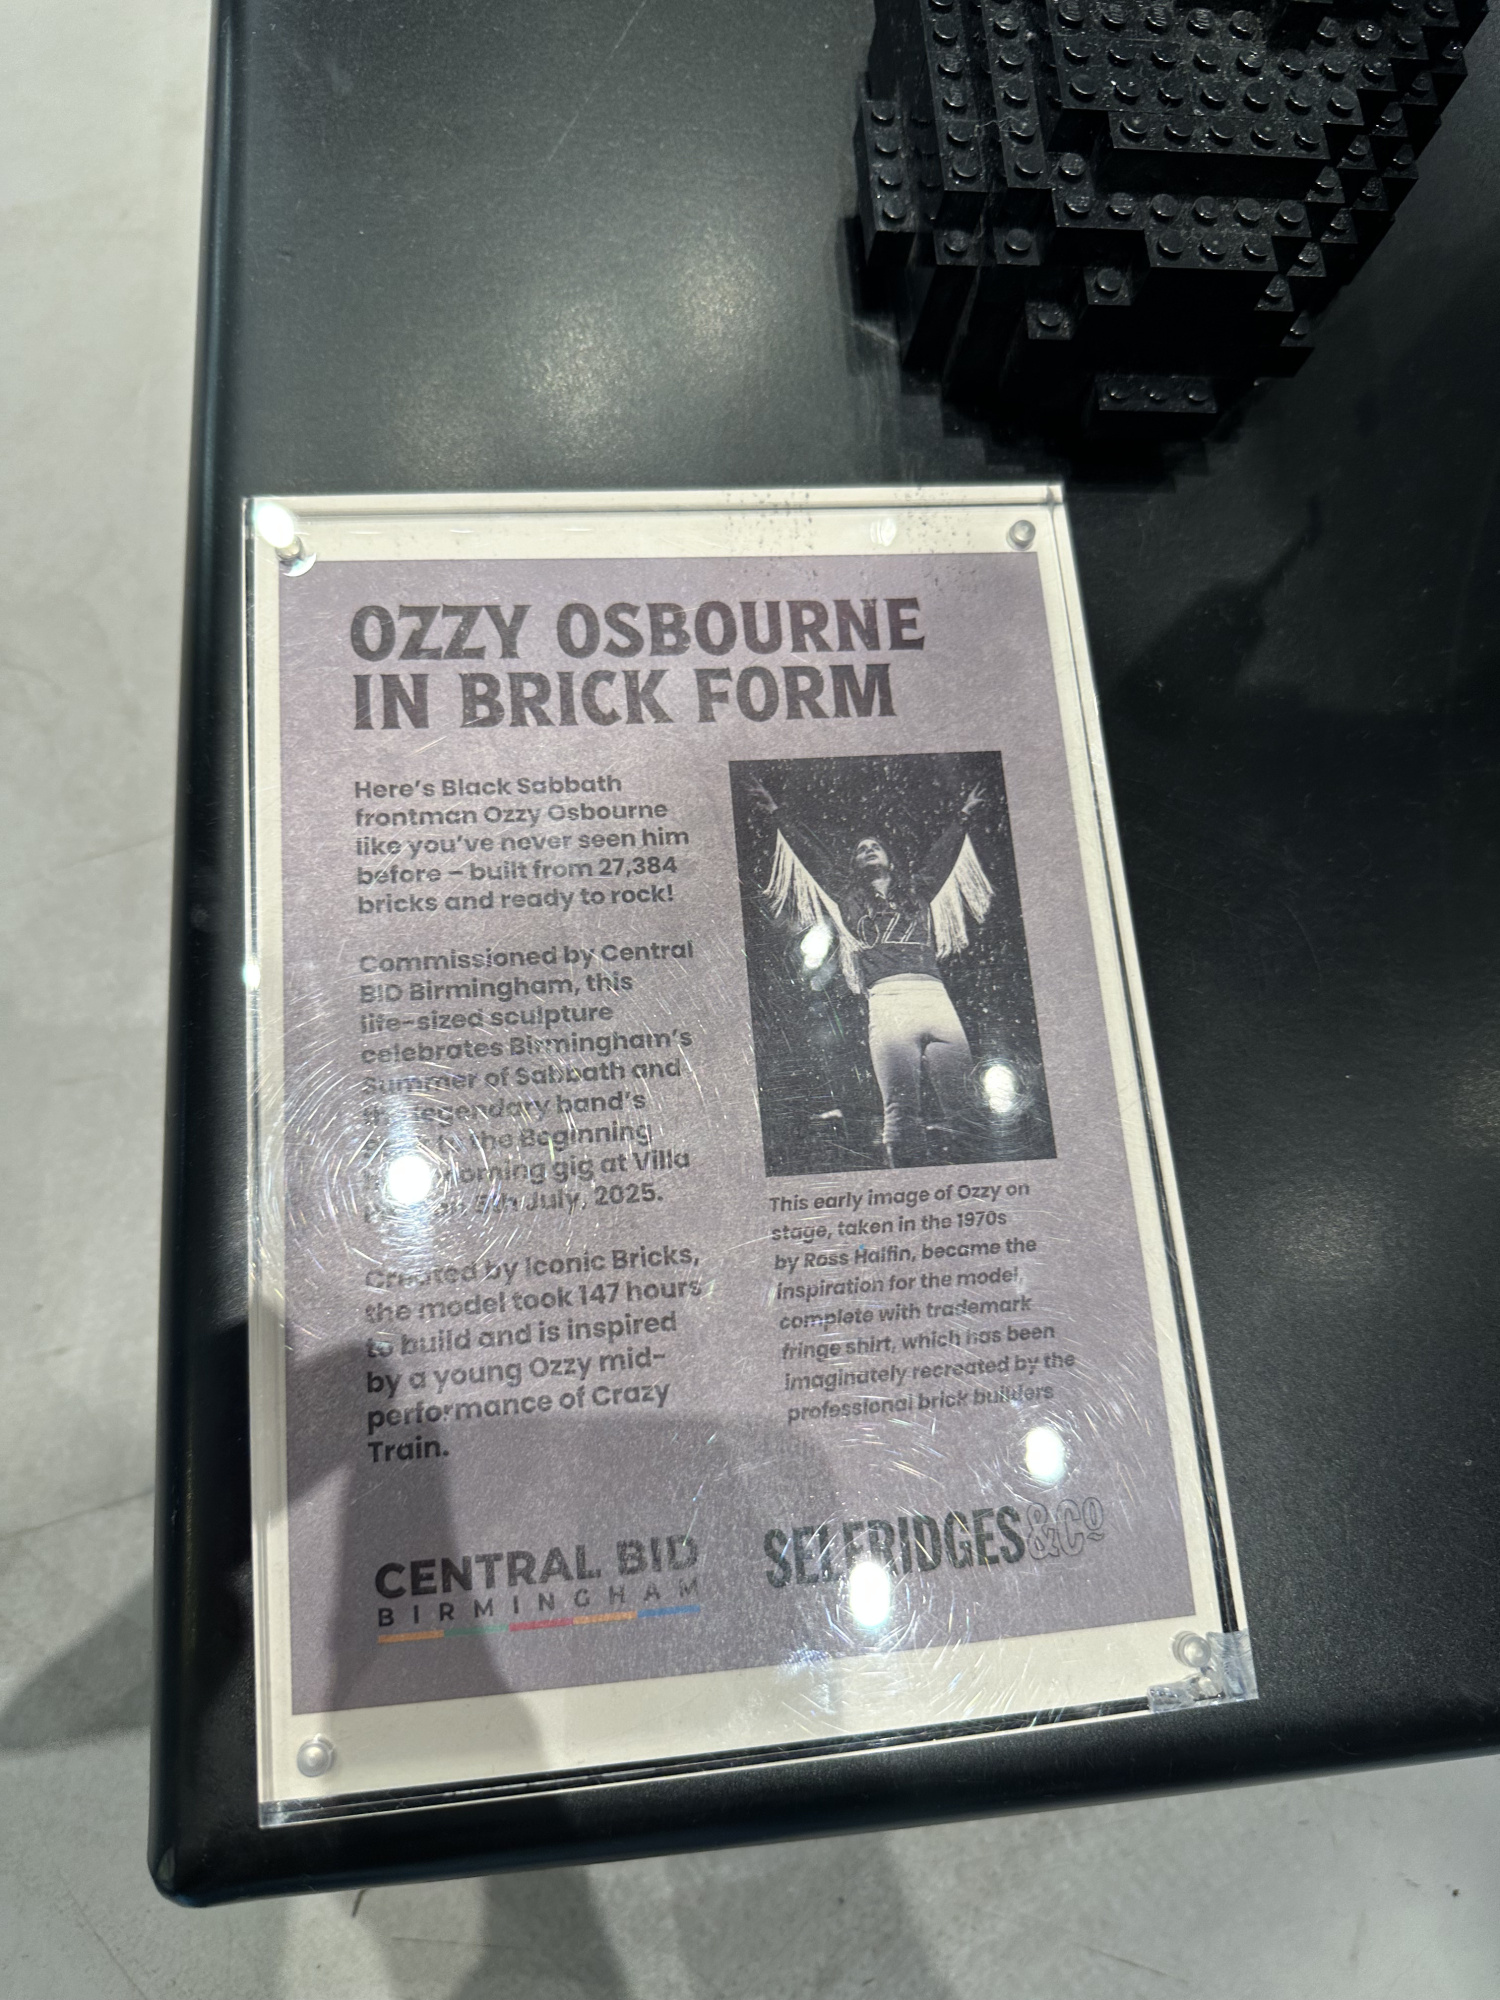 OZZY OSBOURNE
IN BRICK FORM
Here's Black Sabbath
frontman Ozzy Osbourne
like you've never seen him
before – built from 27,384
bricks and ready to rock!
Commissioned by Central
BID Birmingham, this
life-sized sculpture
celebrates Birmingham's
Summer of Sabbath and
the legendary band's
to the Beginning
gig at Villa
5th July, 2025.
Created by Iconic Bricks,
the model took 147 hours
to build and is inspired
by a young Ozzy mid-
performance of Crazy
Train.
OZZ
This early image of Ozzy on
stage, taken in the 1970s
by Ross Halfin, became the
inspiration for the model,
complete with trademark
fringe shirt, which has been
imaginately recreated by the
professional brick builders
CENTRAL BID
BIRMINGHAM
SELFRIDGES&Cº